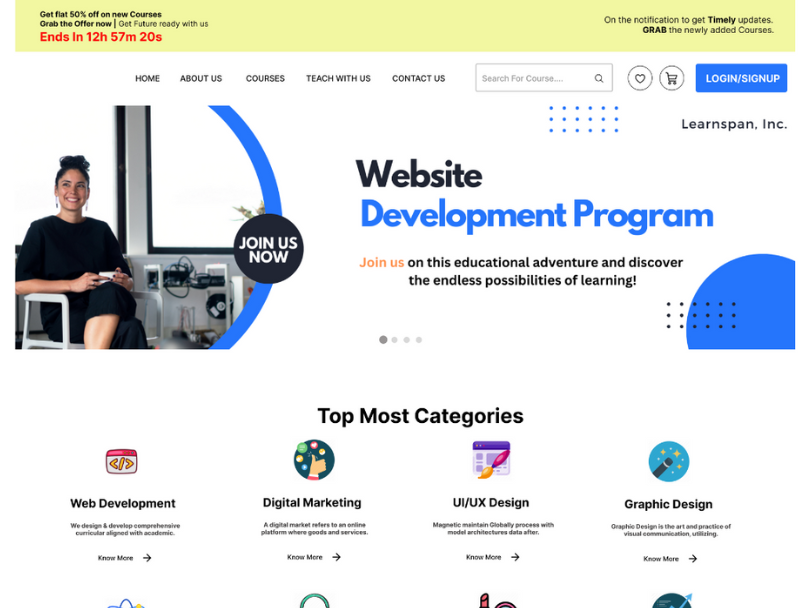 Get flat 50% off on new Courses
Grab the Offer now | Get Future ready with us
Ends In 12h 57m 20s
On the notification to get Timely updates.
GRAB the newly added Courses.
HOME ABOUT US COURSES TEACH WITH US CONTACT US Search For Course.... LOGIN/SIGNUP
Learnspan, Inc.
Website
Development Program
JOIN US
NOW
Join us on this educational adventure and discover
the endless possibilities of learning!
Top Most Categories
</>
Web Development Digital Marketing UI/UX Design Graphic Design
We design & develop comprehensive
curricular aligned with academic.
A digital market refers to an online
platform where goods and services.
Magnetic maintain Globally process with
model architectures data after.
Graphic Design is the art and practice of
visual communication, utilizing.
Know More Know More Know More Know More